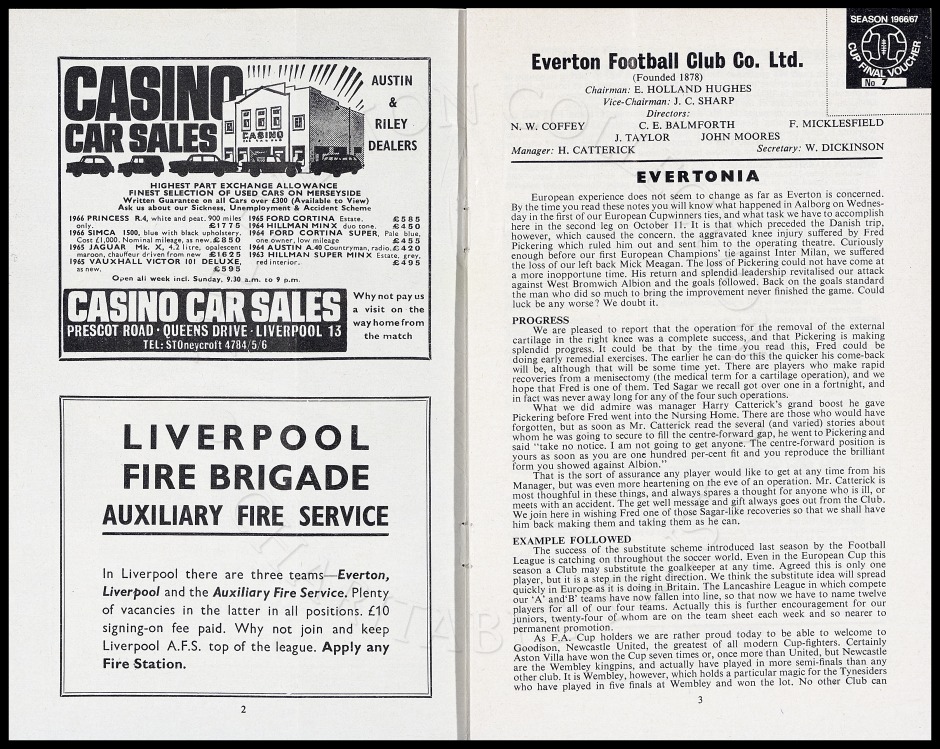 CASINO
CAR SALES
CASINO
AUSTIN
&
RILEY
DEALERS
HIGHEST PART EXCHANGE ALLOWANCE
FINEST SELECTION OF USED CARS ON MERSEYSIDE
Written Guarantee on all Cars over £300 (Available to View)
Ask us about our Sickness, Unemployment & Accident Scheme
1966 PRINCESS R.4, white and peat. 900 miles
only. £1775
1966 SIMCA 1500, blue with black upholstery.
Cost £1,000. Nominal mileage, as new. £850
1965 JAGUAR Mk. X, 4.2 litre, opalescent
maroon, chauffeur driven from new £1625
1965 VAUXHALL VICTOR 101 DELUXE,
as new. £595
1965 FORD CORTINA Estate. £585
1964 HILLMAN MINX duo tone. £450
1964 FORD CORTINA SUPER, Pale blue,
one owner, low mileage £455
1964 AUSTIN A.40 Countryman, radio. £420
1963 HILLMAN SUPER MINX Estate, grey,
red interior. £495
Open all week incl. Sunday, 9.30 a.m. to 9 p.m.
CASINO CAR SALES
PRESCOT ROAD · QUEENS DRIVE · LIVERPOOL 13
TEL: STOneycroft 4784/5/6
Why not pay us
a visit on the
way home from
the match
LIVERPOOL
FIRE BRIGADE
AUXILIARY FIRE SERVICE
In Liverpool there are three teams—Everton,
Liverpool and the Auxiliary Fire Service. Plenty
of vacancies in the latter in all positions. £10
signing-on fee paid. Why not join and keep
Liverpool A.F.S. top of the league. Apply any
Fire Station.
2
SEASON 1966/67
CUP FINAL VOUCHER
No 7
Everton Football Club Co. Ltd.
(Founded 1878)
Chairman: E. HOLLAND HUGHES
Vice-Chairman: J. C. SHARP
Directors:
N. W. COFFEY C. E. BALMFORTH F. MICKLESFIELD
J. TAYLOR JOHN MOORES
Manager: H. CATTERICK Secretary: W. DICKINSON
EVERTONIA
European experience does not seem to change as far as Everton is concerned.
By the time you read these notes you will know what happened in Aalborg on Wednes-
day in the first of our European Cupwinners ties, and what task we have to accomplish
here in the second leg on October 11. It is that which preceded the Danish trip,
however, which caused the concern. the aggravated knee injury suffered by Fred
Pickering which ruled him out and sent him to the operating theatre. Curiously
enough before our first European Champions' tie against Inter Milan, we suffered
the loss of our left back Mick Meagan. The loss of Pickering could not have come at
a more inopportune time. His return and splendid leadership revitalised our attack
against West Bromwich Albion and the goals followed. Back on the goals standard
the man who did so much to bring the improvement never finished the game. Could
luck be any worse? We doubt it.
PROGRESS
We are pleased to report that the operation for the removal of the external
cartilage in the right knee was a complete success, and that Pickering is making
splendid progress. It could be that by the time you read this, Fred could be
doing early remedial exercises. The earlier he can do this the quicker his come-back
will be, although that will be some time yet. There are players who make rapid
recoveries from a menisectomy (the medical term for a cartilage operation), and we
hope that Fred is one of them. Ted Sagar we recall got over one in a fortnight, and
in fact was never away long for any of the four such operations.
What we did admire was manager Harry Catterick's grand boost he gave
Pickering before Fred went into the Nursing Home. There are those who would have
forgotten, but as soon as Mr. Catterick read the several (and varied) stories about
whom he was going to secure to fill the centre-forward gap, he went to Pickering and
said "take no notice. I am not going to get anyone. The centre-forward position is
yours as soon as you are one hundred per-cent fit and you reproduce the brilliant
form you showed against Albion."
That is the sort of assurance any player would like to get at any time from his
Manager, but was even more heartening on the eve of an operation. Mr. Catterick is
most thoughtful in these things, and always spares a thought for anyone who is ill, or
meets with an accident. The get well message and gift always goes out from the Club.
We join here in wishing Fred one of those Sagar-like recoveries so that we shall have
him back making them and taking them as he can.
EXAMPLE FOLLOWED
The success of the substitute scheme introduced last season by the Football
League is catching on throughout the soccer world. Even in the European Cup this
season a Club may substitute the goalkeeper at any time. Agreed this is only one
player, but it is a step in the right direction. We think the substitute idea will spread
quickly in Europe as it is doing in Britain. The Lancashire League in which compete
our 'A' and 'B' teams have now fallen into line, so that now we have to name twelve
players for all of our four teams. Actually this is further encouragement for our
juniors, twenty-four of whom are on the team sheet each week and so nearer to
permanent promotion.
As F.A. Cup holders we are rather proud today to be able to welcome to
Goodison, Newcastle United, the greatest of all modern Cup-fighters. Certainly
Aston Villa have won the Cup seven times or, once more than United, but Newcastle
are the Wembley kingpins, and actually have played in more semi-finals than any
other club. It is Wembley, however, which holds a particular magic for the Tynesiders
who have played in five finals at Wembley and won the lot. No other Club can
3